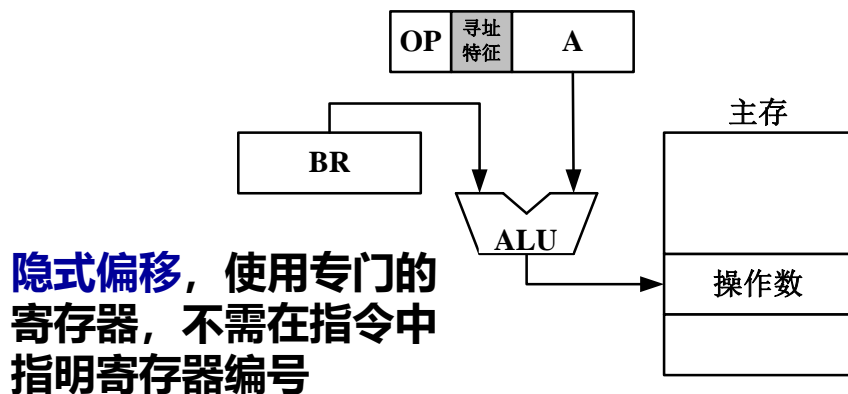 OP 寻址特征 A
主存
BR
ALU
操作数
隐式偏移，使用专门的
寄存器，不需在指令中
指明寄存器编号